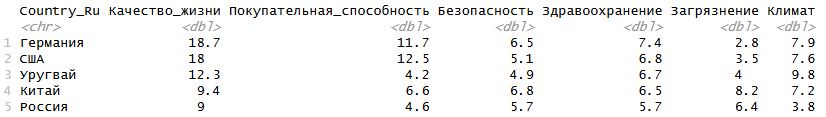 Country_Ru Качество_жизни Покупательная_способность Безопасность Здравоохранение Загрязнение Климат
<chr> <dbl> <dbl> <dbl> <dbl> <dbl> <dbl>
1 Германия 18.7 11.7 6.5 7.4 2.8 7.9
2 США 18 12.5 5.1 6.8 3.5 7.6
3 Уругвай 12.3 4.2 4.9 6.7 4 9.8
4 Китай 9.4 6.6 6.8 6.5 8.2 7.2
5 Россия 9 4.6 5.7 5.7 6.4 3.8